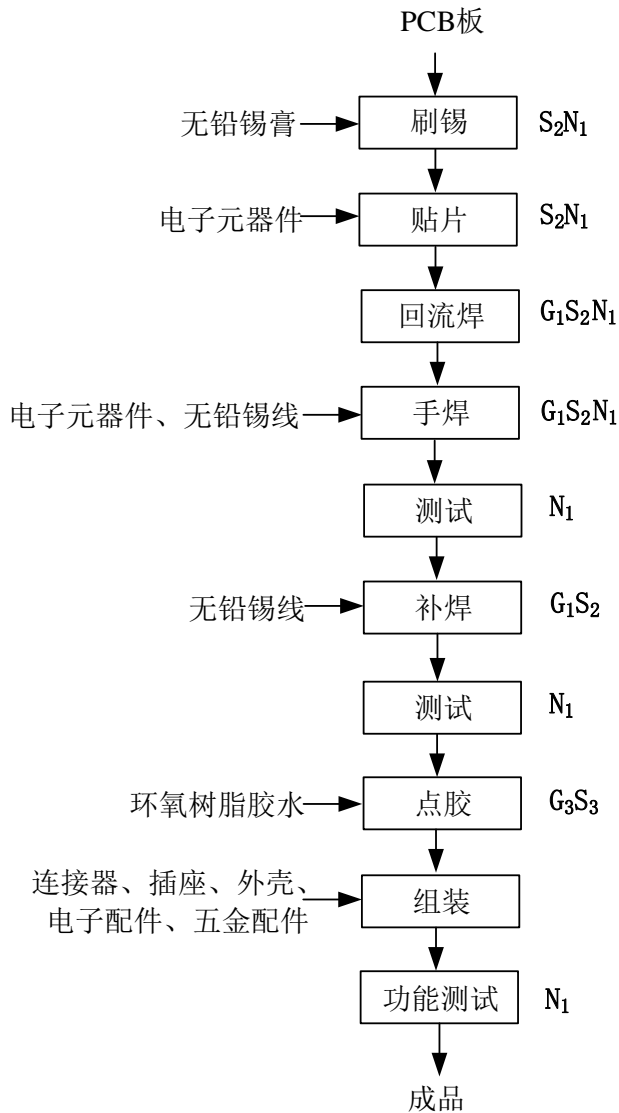 PCB板
无铅锡膏 刷锡 S₂N₁
电子元器件 贴片 S₂N₁
回流焊 G₁S₂N₁
电子元器件、无铅锡线 手焊 G₁S₂N₁
测试 N₁
无铅锡线 补焊 G₁S₂
测试 N₁
环氧树脂胶水 点胶 G₃S₃
连接器、插座、外壳、
电子配件、五金配件 组装
功能测试 N₁
成品